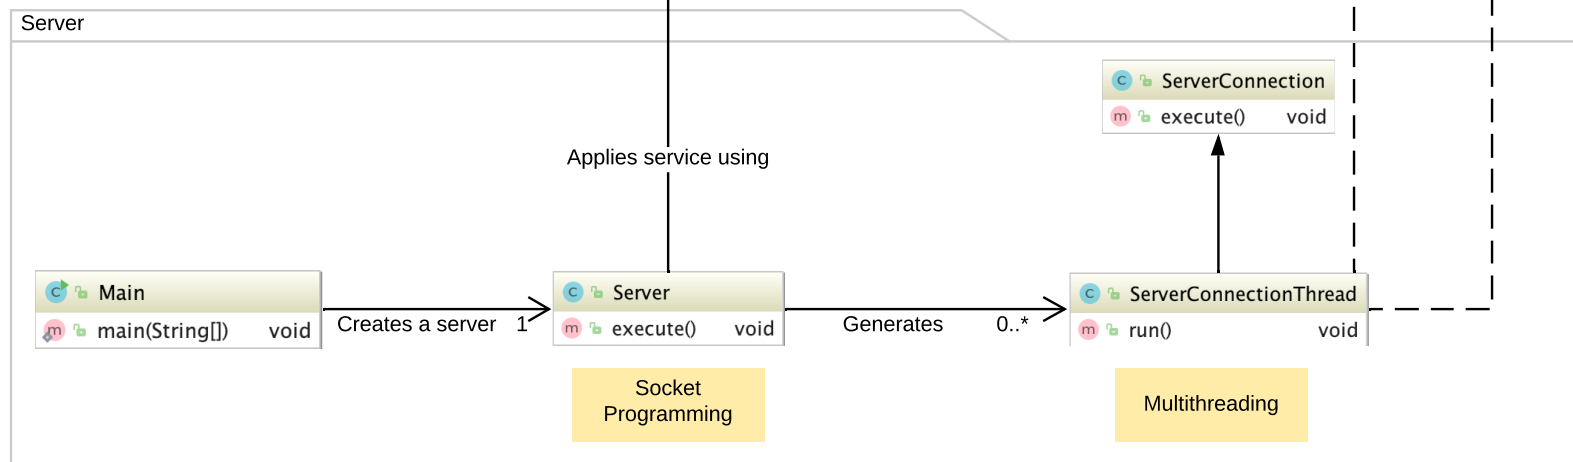 Server
C ServerConnection
m execute() void
Applies service using
C Main
m main(String[]) void
Creates a server 1
C Server
m execute() void
Generates 0..*
C ServerConnectionThread
m run() void
Socket
Programming
Multithreading